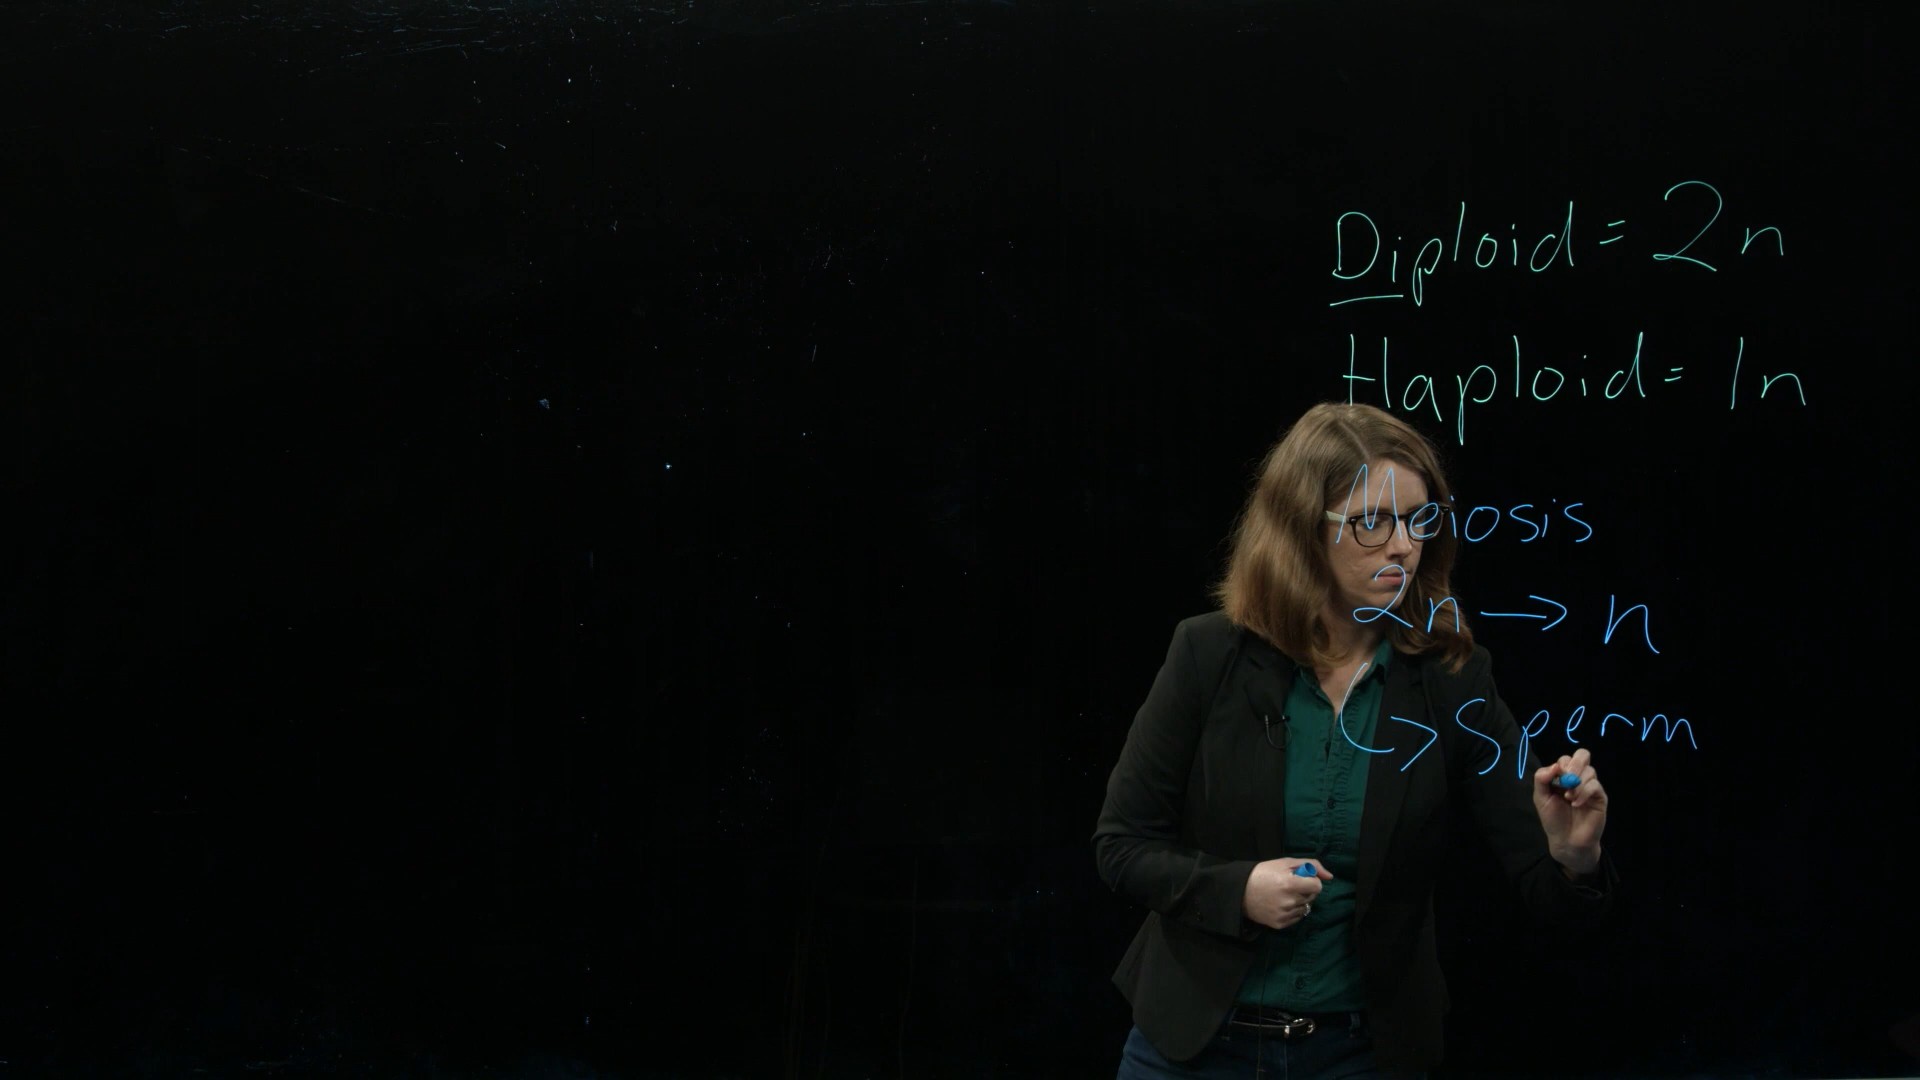 Diploid = 2n
Haploid = 1n
Meiosis
2n → n
↳ Sperm